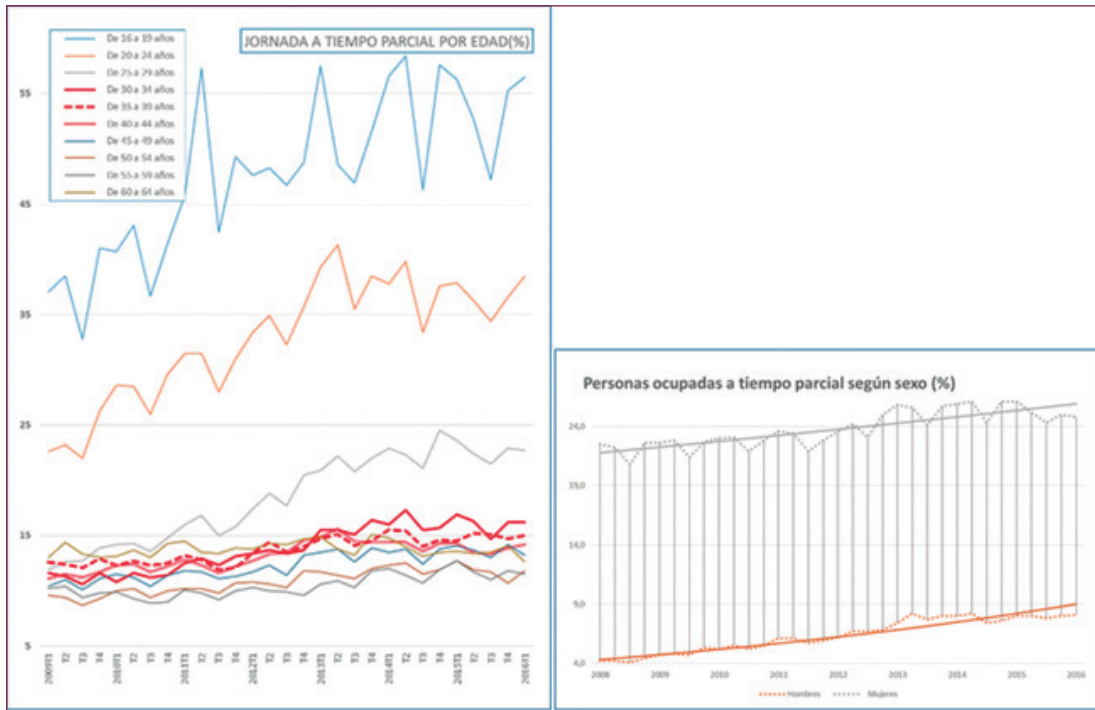 JORNADA A TIEMPO PARCIAL POR EDAD(%)
De 16 a 19 años
De 20 a 24 años
De 25 a 29 años
De 30 a 34 años
De 35 a 39 años
De 40 a 44 años
De 45 a 49 años
De 50 a 54 años
De 55 a 59 años
De 60 a 64 años
55
45
35
25
15
5
2009T1 T2 T3 T4 2010T1 T2 T3 T4 2011T1 T2 T3 T4 2012T1 T2 T3 T4 2013T1 T2 T3 T4 2014T1 T2 T3 T4 2015T1 T2 T3 T4 2016T1
Personas ocupadas a tiempo parcial según sexo (%)
24,0
19,0
14,0
9,0
4,0
2008 2009 2010 2011 2012 2013 2014 2015 2016
Hombres Mujeres